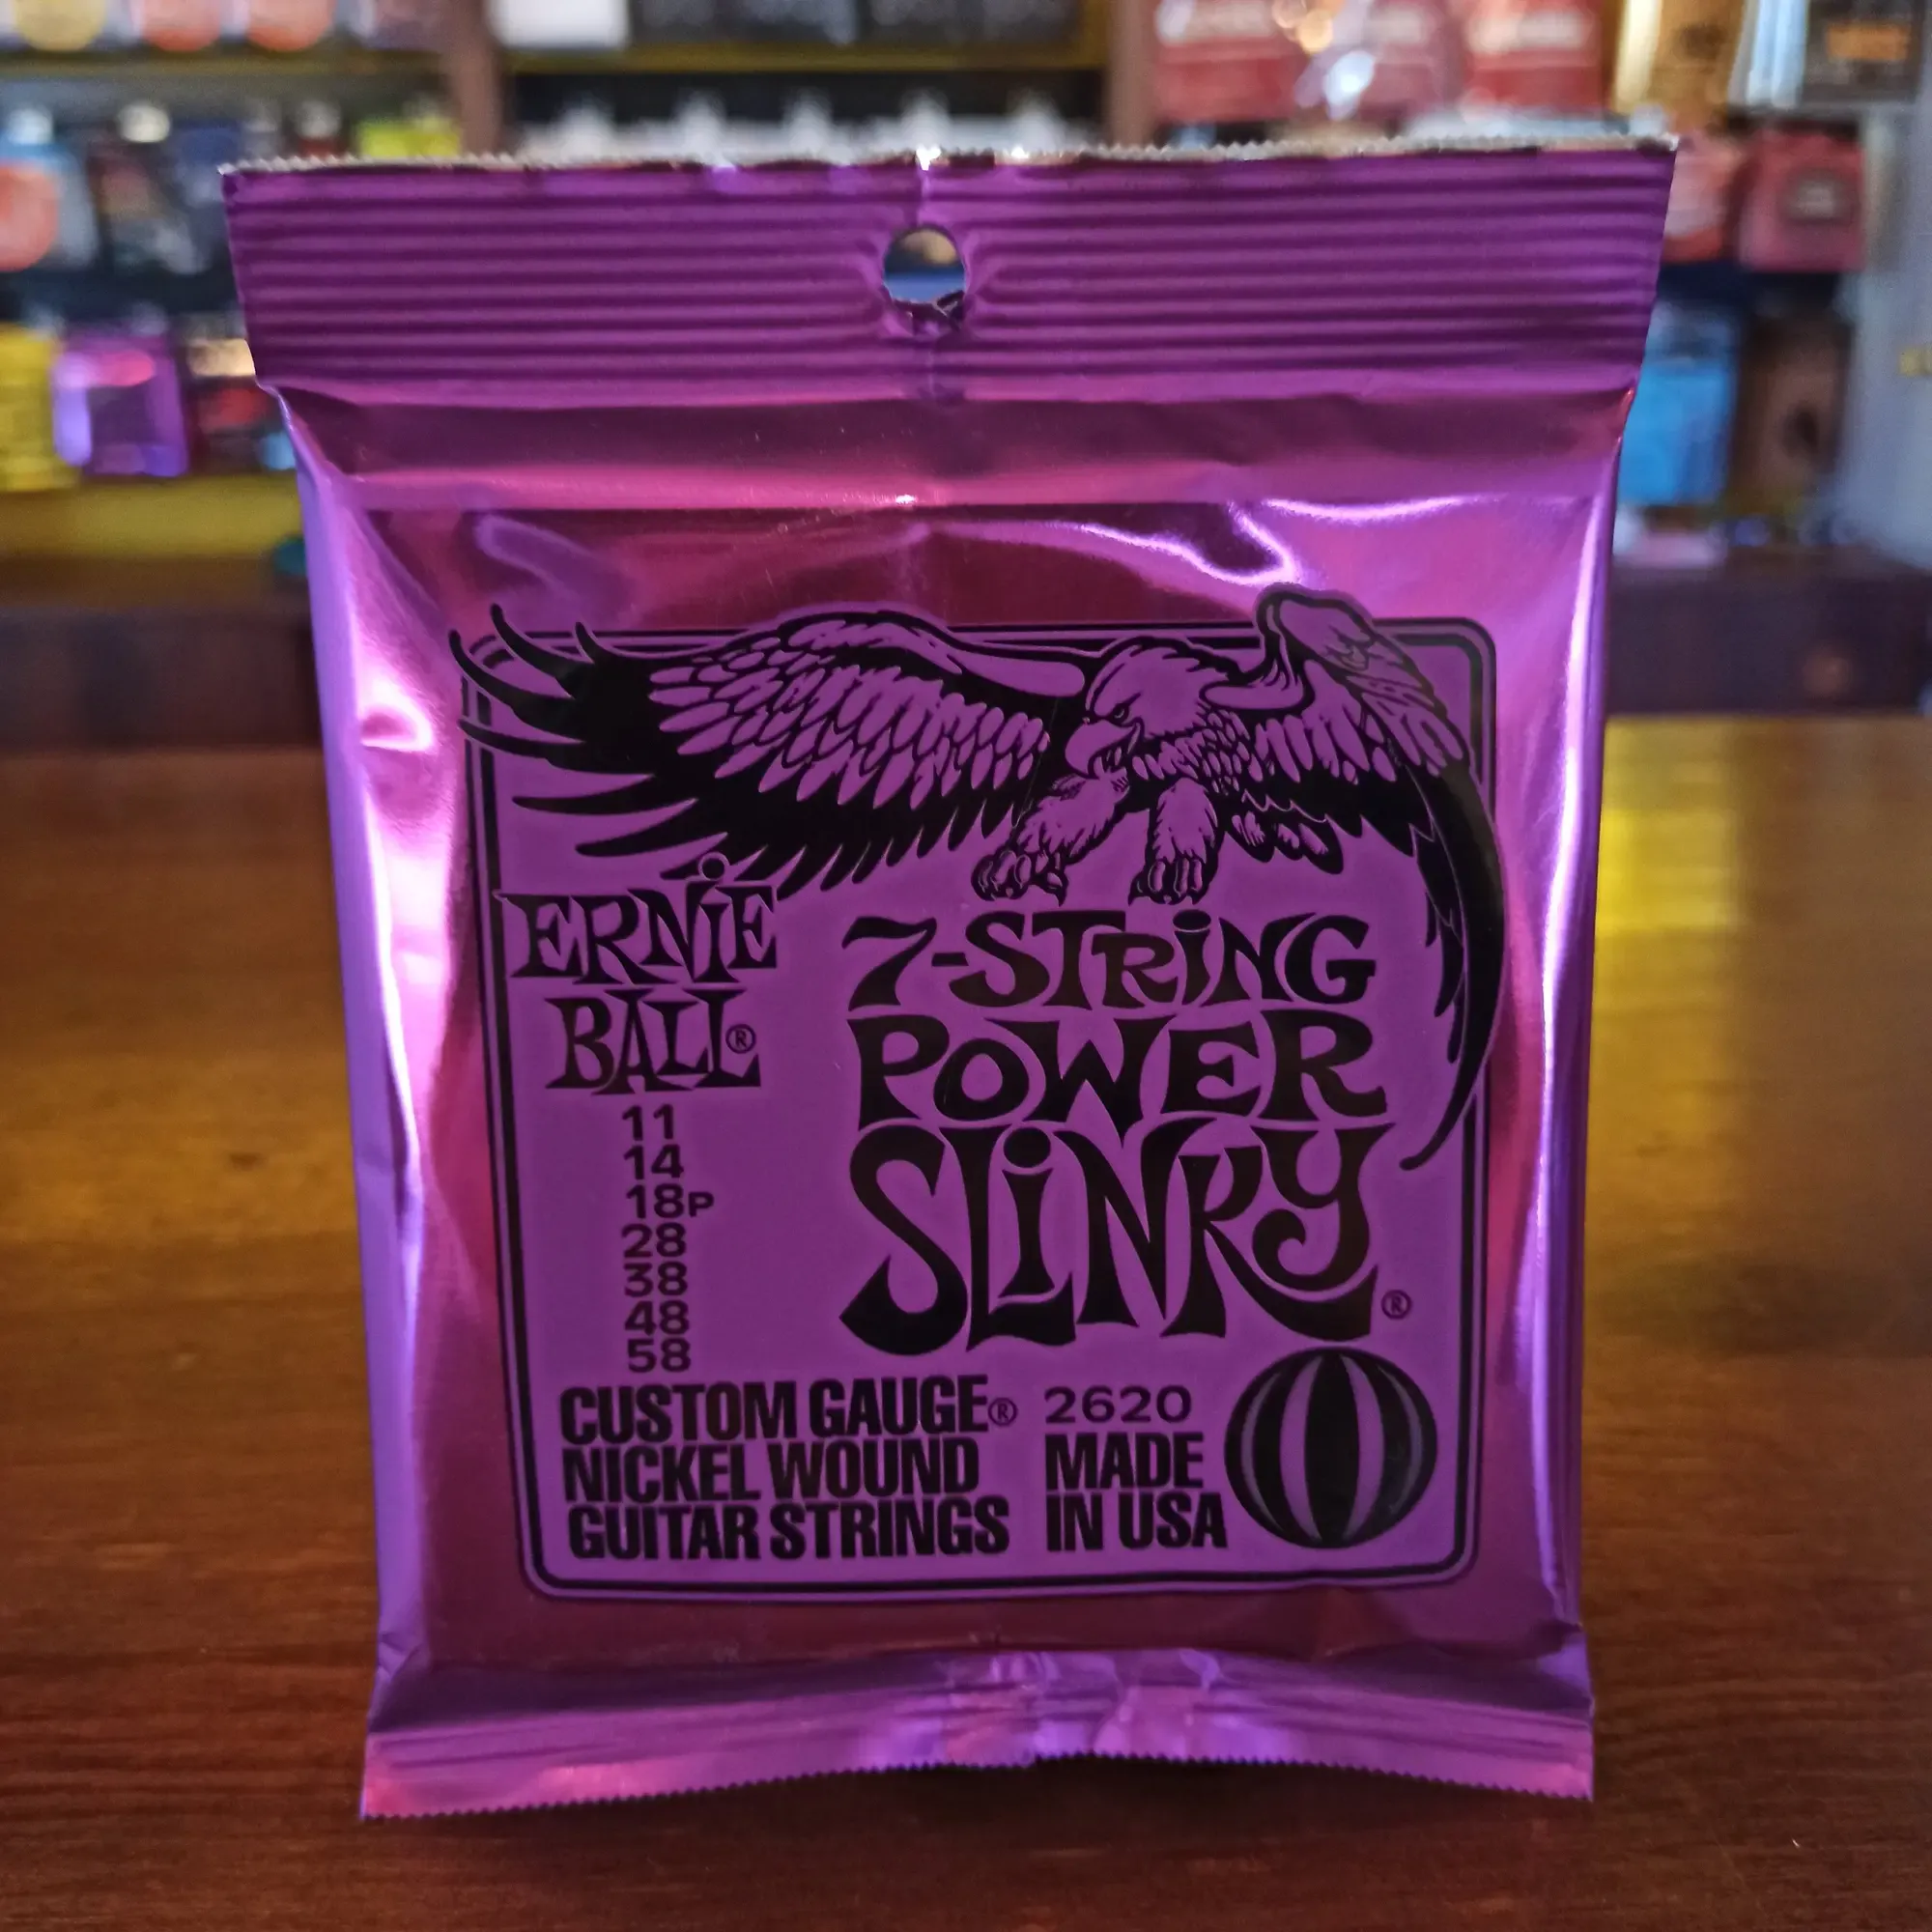 ERNiE
BALL®
11
14
18P
28
38
48
58
7-STRiNG
POWER
SLiNKY®
CUSTOM GAUGE®
NICKEL WOUND
GUITAR STRINGS
2620
MADE
IN USA